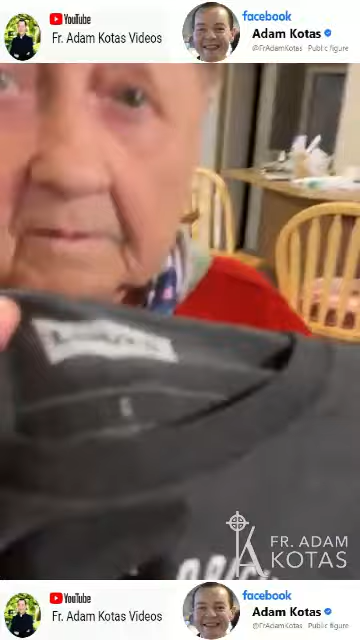 YouTube
Fr. Adam Kotas Videos
facebook
Adam Kotas
@FrAdamKotas · Public figure
FR. ADAM
KOTAS
YouTube
Fr. Adam Kotas Videos
facebook
Adam Kotas
@FrAdamKotas · Public figure